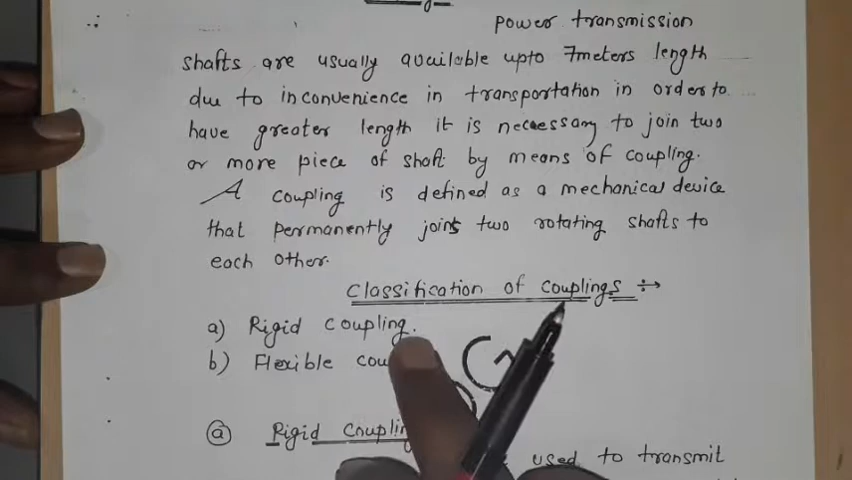 power transmission
shafts are usually available upto 7meters length
due to inconvenience in transportation in order to
have greater length it is necessary to join two
or more piece of shaft by means of coupling.
A coupling is defined as a mechanical device
that permanently joints two rotating shafts to
each other.
Classification of couplings ÷→
a) Rigid coupling.
b) Flexible
ⓐ Rigid Coupling
used to transmit